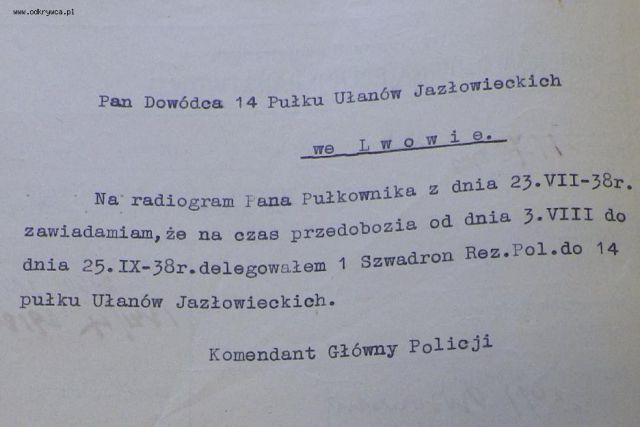 www.odkrywca.pl
Pan Dowódca 14 Pułku Ułanów Jazłowieckich
we L w o w i e.
Na radiogram Pana Pułkownika z dnia 23.VII-38r.
zawiadamiam,że na czas przedobozia od dnia 3.VIII do
dnia 25.IX-38r.delegowałem 1 Szwadron Rez.Pol.do 14
pułku Ułanów Jazłowieckich.
Komendant Główny Policji